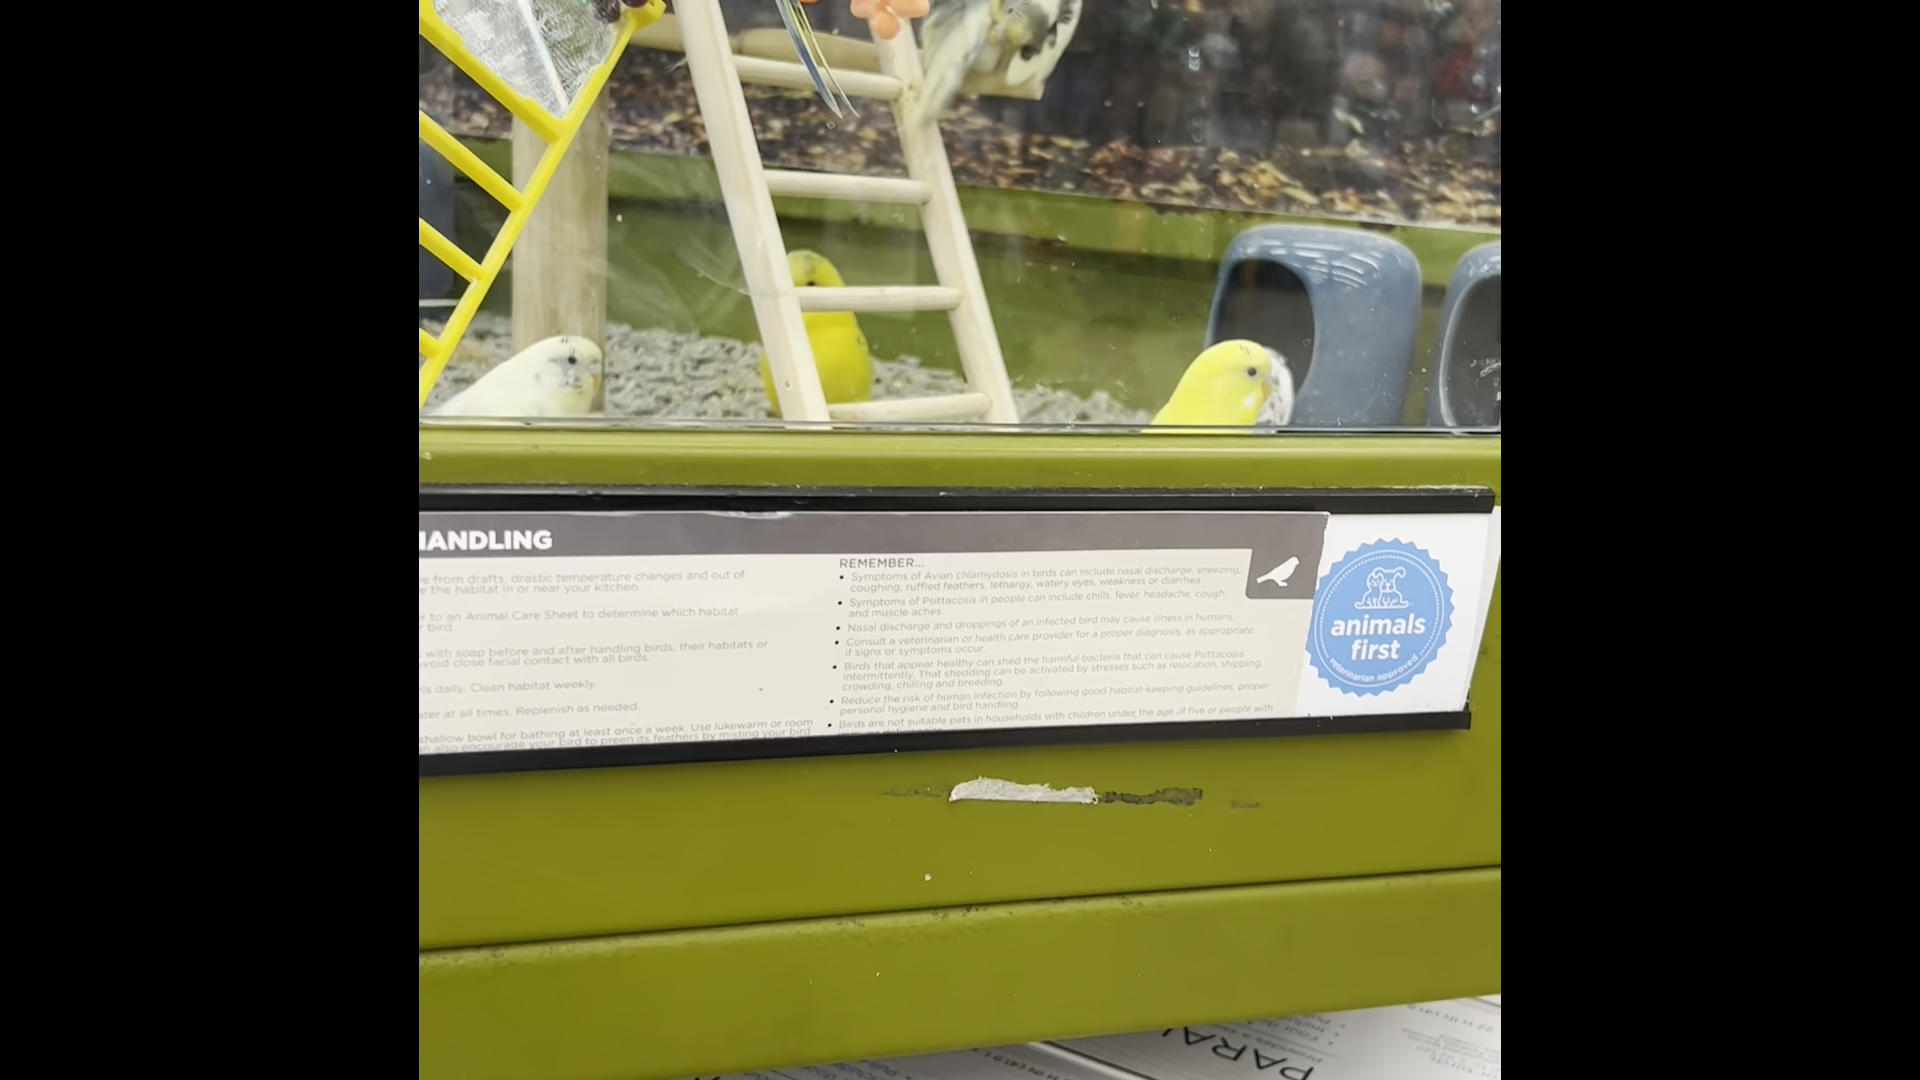 HANDLING
from drafts, drastic temperature changes and out of
the habitat in or near your kitchen.
to an Animal Care Sheet to determine which habitat
bird.
with soap before and after handling birds, their habitats or
avoid close facial contact with all birds.
daily. Clean habitat weekly.
at all times. Replenish as needed.
shallow bowl for bathing at least once a week. Use lukewarm or room
also encourage your bird to preen its feathers by misting your bird
REMEMBER...
• Symptoms of Avian chlamydosis in birds can include nasal discharge, sneezing,
coughing, ruffled feathers, lethargy, watery eyes, weakness or diarrhea.
• Symptoms of Psittacosis in people can include chills, fever, headache, cough
and muscle aches.
• Nasal discharge and droppings of an infected bird may cause illness in humans.
• Consult a veterinarian or health care provider for a proper diagnosis, as appropriate,
if signs or symptoms occur.
• Birds that appear healthy can shed the harmful bacteria that can cause Psittacosis
intermittently. That shedding can be activated by stresses such as relocation, shipping,
crowding, chilling and breeding.
• Reduce the risk of human infection by following good habitat-keeping guidelines, proper
personal hygiene and bird handling.
• Birds are not suitable pets in households with children under the age of five or people with
animals
first
veterinarian approved
PARA